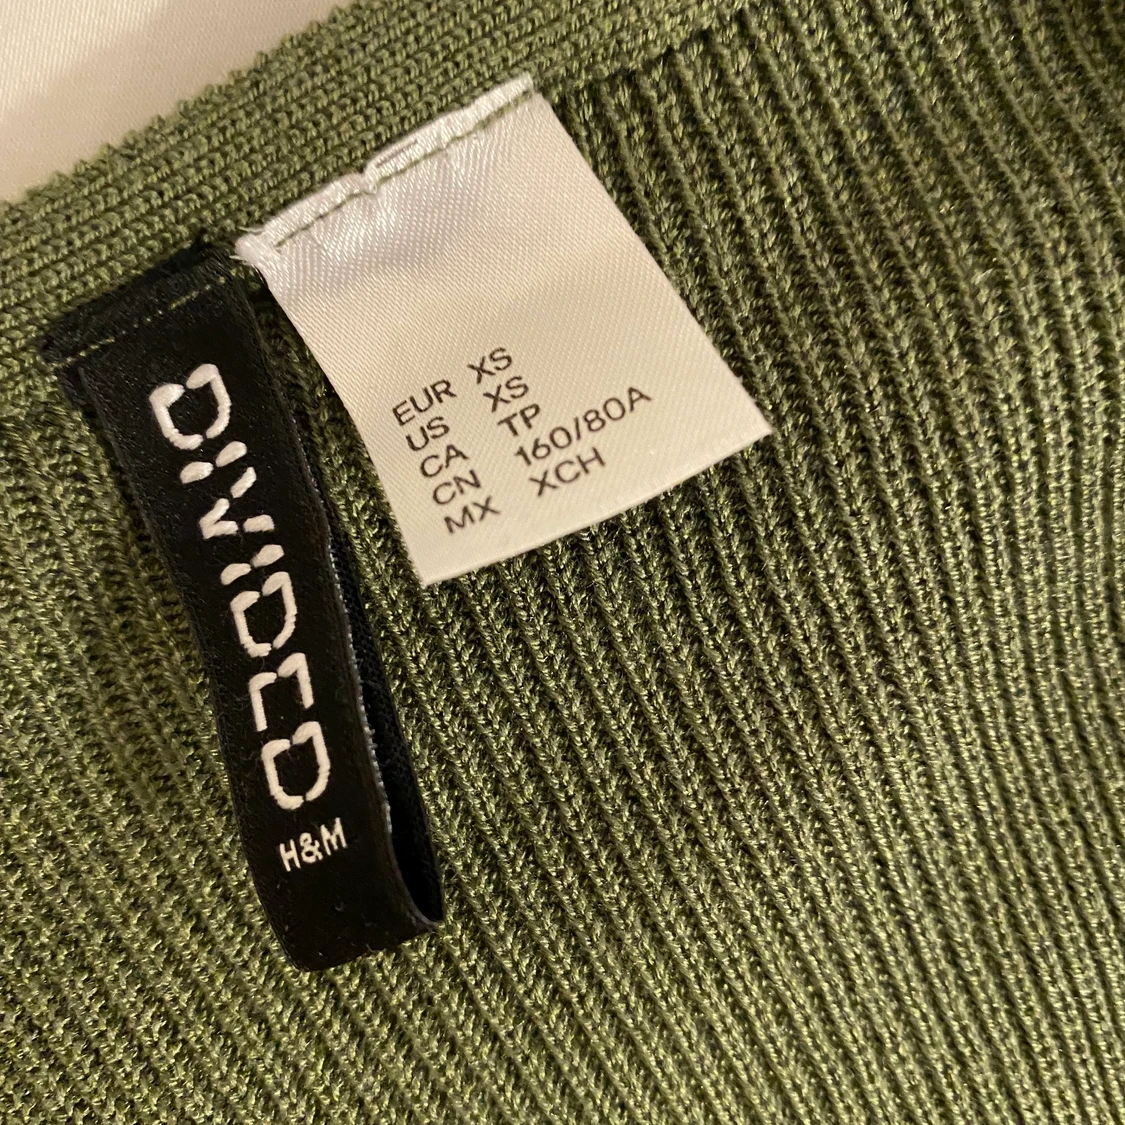 DIVIDED
H&M
EUR XS
US XS
CA TP
CN 160/80A
MX XCH